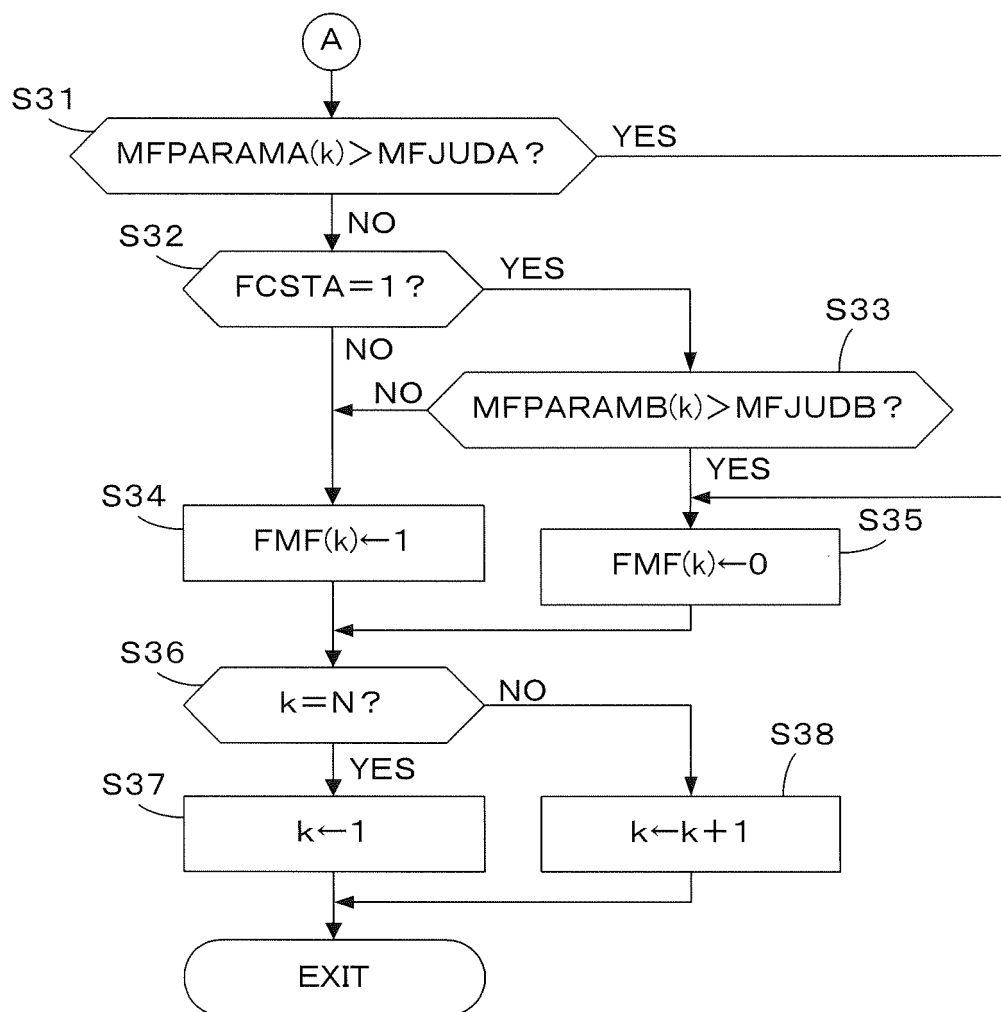 A
S31
MFPARAMA(k)>MFJUDA?
YES
NO
S32
FCSTA=1?
YES
NO
S33
NO
MFPARAMB(k)>MFJUDB?
YES
S34
FMF(k)←1
S35
FMF(k)←0
S36
k=N?
NO
YES
S37
k←1
S38
k←k+1
EXIT